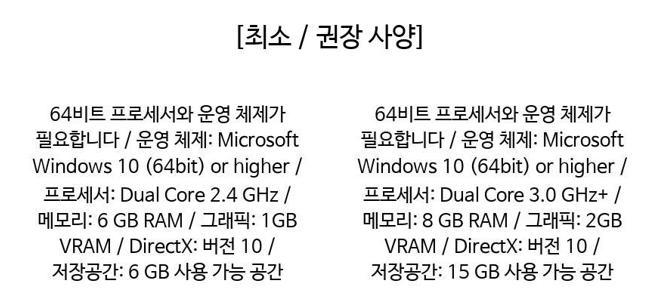 [최소 / 권장 사양]
64비트 프로세서와 운영 체제가
필요합니다 / 운영 체제: Microsoft
Windows 10 (64bit) or higher /
프로세서: Dual Core 2.4 GHz /
메모리: 6 GB RAM / 그래픽: 1GB
VRAM / DirectX: 버전 10 /
저장공간: 6 GB 사용 가능 공간
64비트 프로세서와 운영 체제가
필요합니다 / 운영 체제: Microsoft
Windows 10 (64bit) or higher /
프로세서: Dual Core 3.0 GHz+ /
메모리: 8 GB RAM / 그래픽: 2GB
VRAM / DirectX: 버전 10 /
저장공간: 15 GB 사용 가능 공간